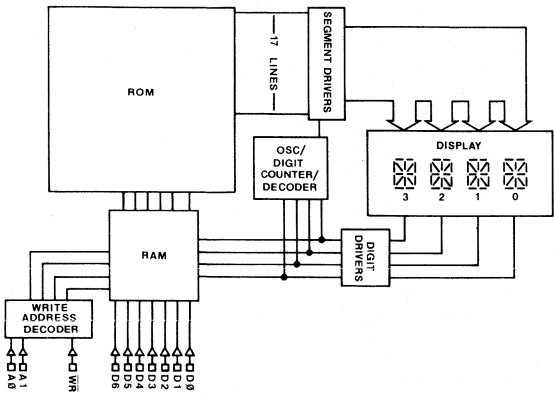 ROM
17 LINES
SEGMENT DRIVERS
OSC/
DIGIT
COUNTER/
DECODER
DISPLAY
3 2 1 0
RAM
DIGIT
DRIVERS
WRITE
ADDRESS
DECODER
AØ
A1
W̅R̅
D6
D5
D4
D3
D2
D1
DØ